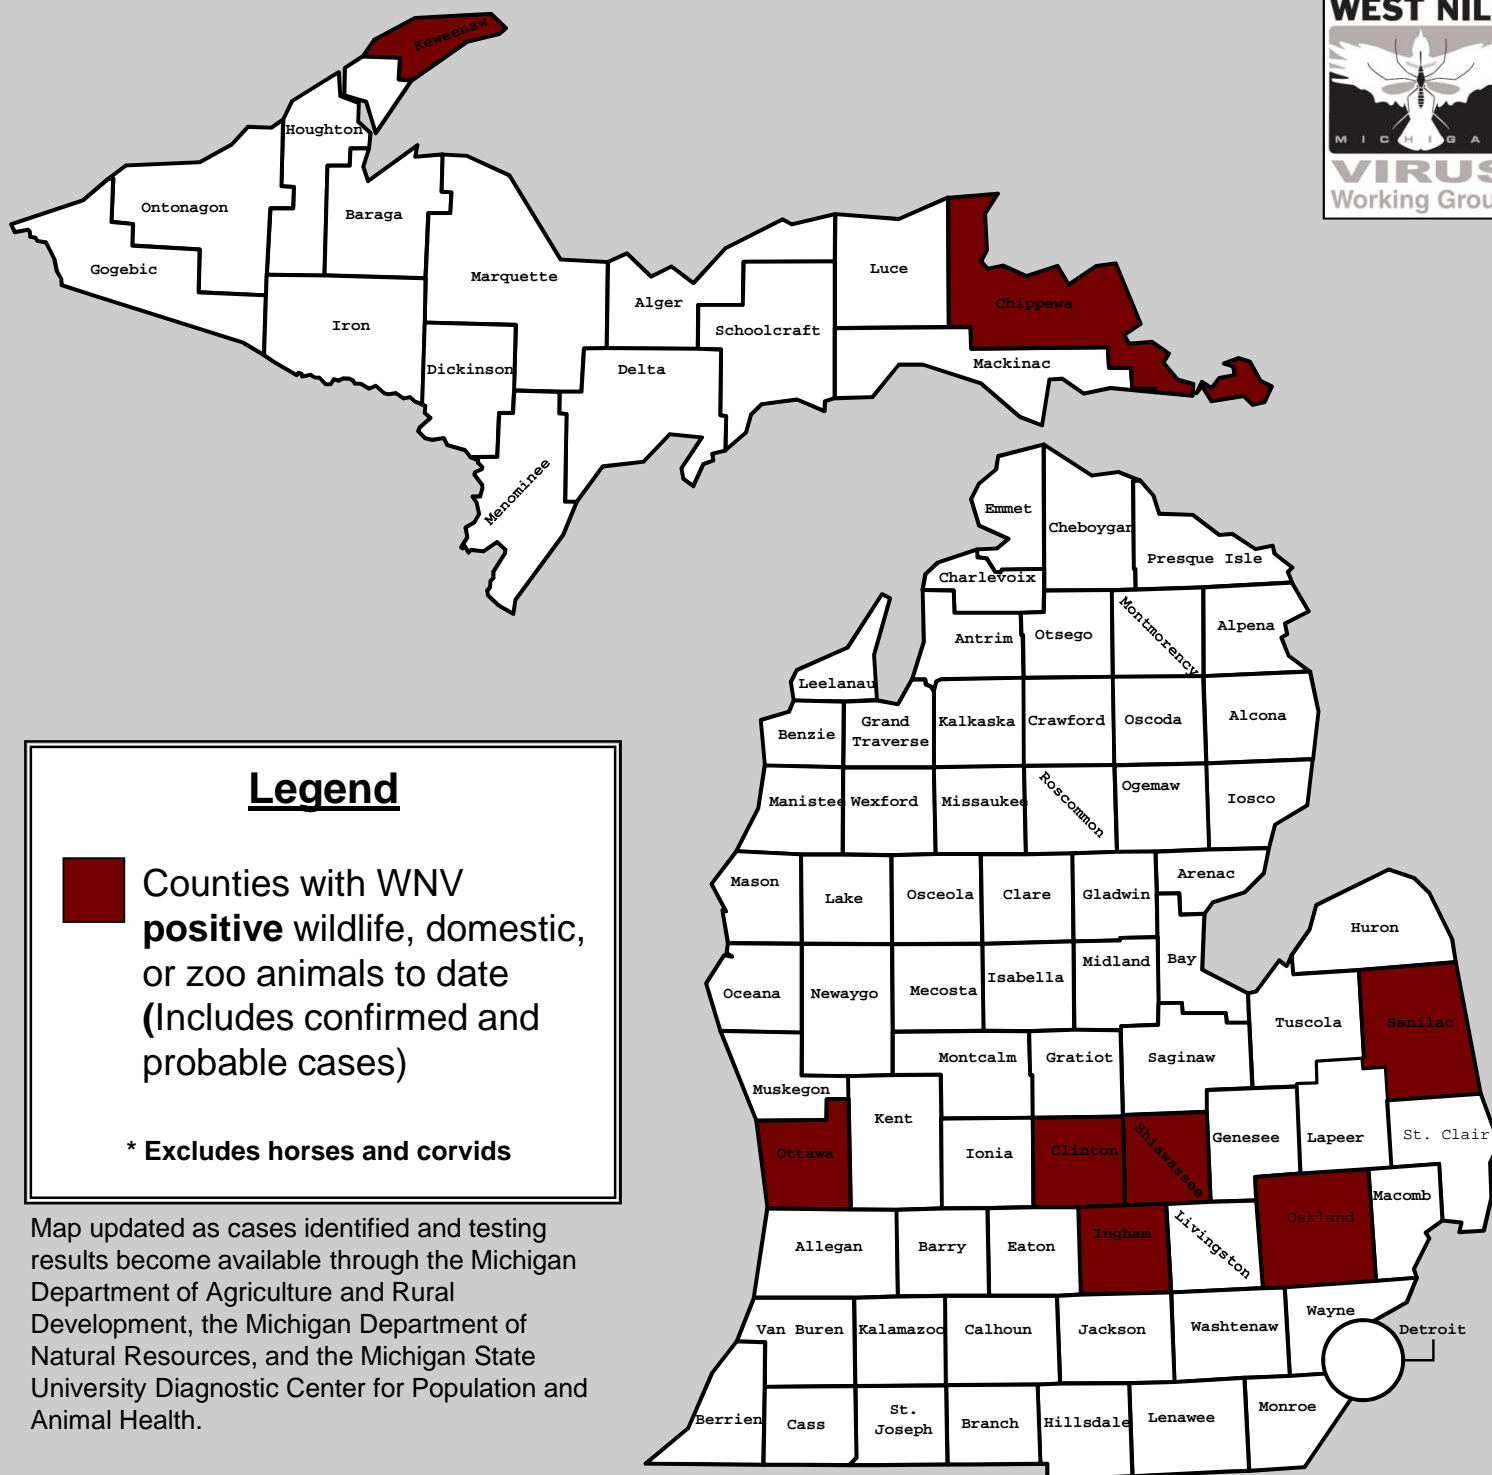 WEST NIL
MICHIGA
VIRUS
Working Grou
Keweenaw
Houghton
Ontonagon
Baraga
Gogebic
Marquette
Iron
Dickinson
Menominee
Alger
Delta
Schoolcraft
Luce
Chippewa
Mackinac
Emmet
Cheboygan
Presque Isle
Charlevoix
Antrim
Otsego
Montmorency
Alpena
Leelanau
Benzie
Grand
Traverse
Kalkaska
Crawford
Oscoda
Alcona
Manistee
Wexford
Missaukee
Roscommon
Ogemaw
Iosco
Mason
Lake
Osceola
Clare
Gladwin
Arenac
Huron
Oceana
Newaygo
Mecosta
Isabella
Midland
Bay
Tuscola
Sanilac
Muskegon
Montcalm
Gratiot
Saginaw
Kent
Ottawa
Ionia
Clinton
Shiawassee
Genesee
Lapeer
St. Clair
Allegan
Barry
Eaton
Ingham
Livingston
Oakland
Macomb
Van Buren
Kalamazoo
Calhoun
Jackson
Washtenaw
Wayne
Detroit
Berrien
Cass
St.
Joseph
Branch
Hillsdale
Lenawee
Monroe
Legend
Counties with WNV
positive wildlife, domestic,
or zoo animals to date
(Includes confirmed and
probable cases)
* Excludes horses and corvids
Map updated as cases identified and testing
results become available through the Michigan
Department of Agriculture and Rural
Development, the Michigan Department of
Natural Resources, and the Michigan State
University Diagnostic Center for Population and
Animal Health.